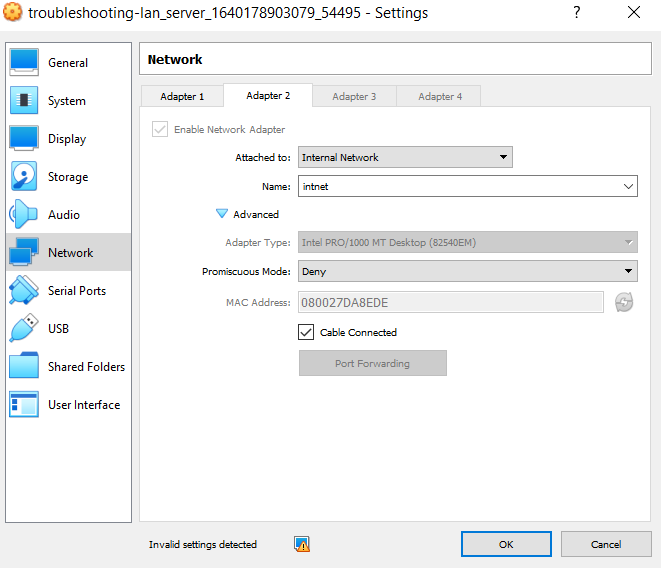 troubleshooting-lan_server_1640178903079_54495 - Settings
?
General
System
Display
Storage
Audio
Network
Serial Ports
USB
Shared Folders
User Interface
Network
Adapter 1 Adapter 2 Adapter 3 Adapter 4
Enable Network Adapter
Attached to: Internal Network
Name: intnet
Advanced
Adapter Type: Intel PRO/1000 MT Desktop (82540EM)
Promiscuous Mode: Deny
MAC Address: 080027DA8EDE
Cable Connected
Port Forwarding
Invalid settings detected OK Cancel